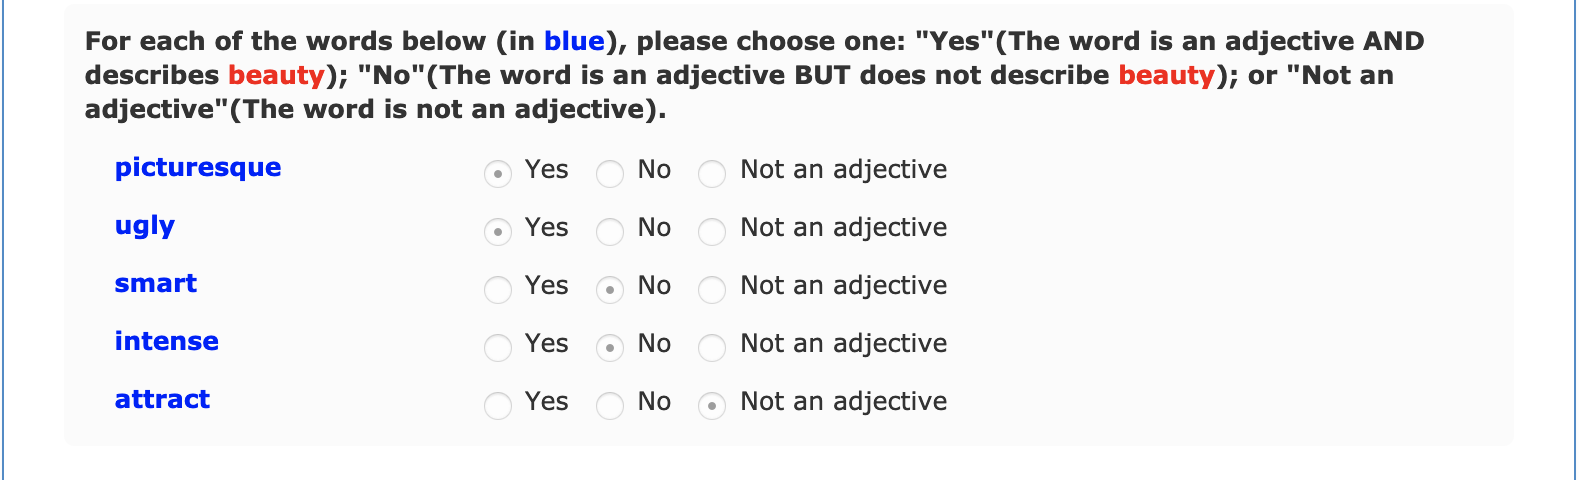 For each of the words below (in blue), please choose one: "Yes"(The word is an adjective AND
describes beauty); "No"(The word is an adjective BUT does not describe beauty); or "Not an
adjective"(The word is not an adjective).
picturesque Yes No Not an adjective
ugly Yes No Not an adjective
smart Yes No Not an adjective
intense Yes No Not an adjective
attract Yes No Not an adjective